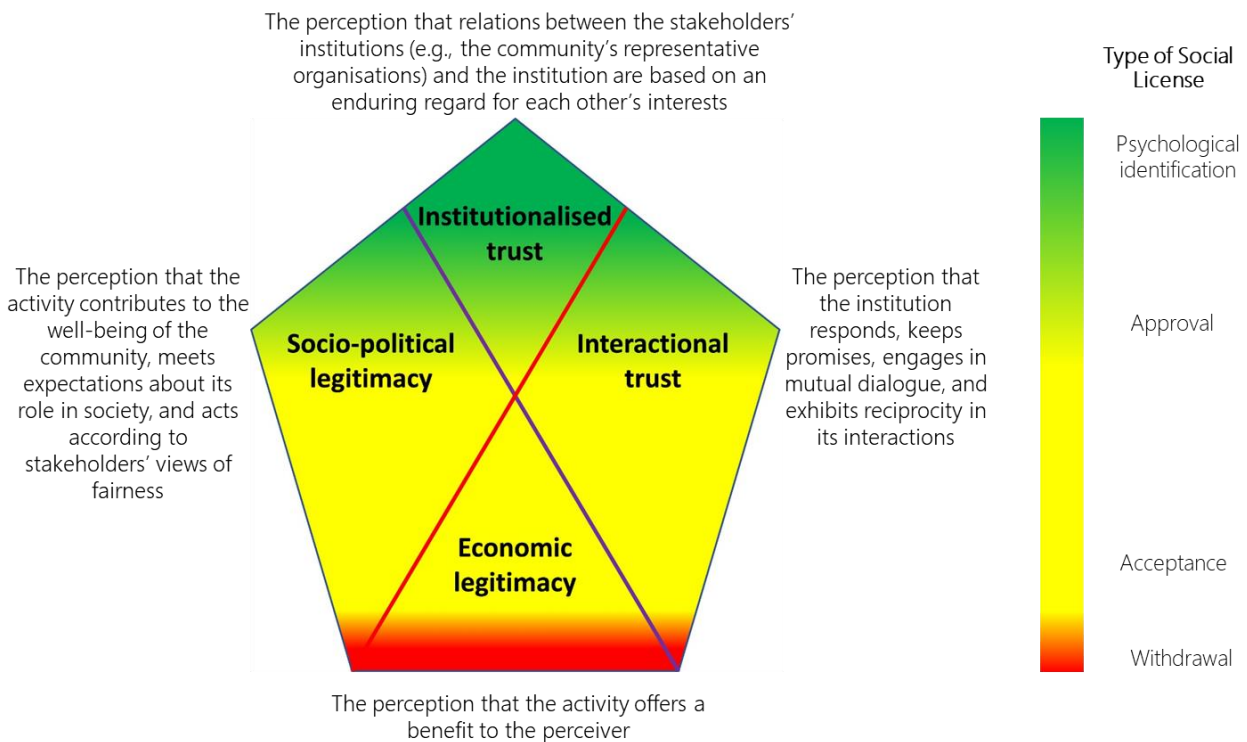 The perception that relations between the stakeholders’
institutions (e.g., the community’s representative
organisations) and the institution are based on an
enduring regard for each other’s interests
Type of Social
License
Psychological
identification
Approval
Acceptance
Withdrawal
Institutionalised
trust
Socio-political
legitimacy
Interactional
trust
Economic
legitimacy
The perception that the
activity contributes to the
well-being of the
community, meets
expectations about its
role in society, and acts
according to
stakeholders’ views of
fairness
The perception that
the institution
responds, keeps
promises, engages in
mutual dialogue, and
exhibits reciprocity in
its interactions
The perception that the activity offers a
benefit to the perceiver